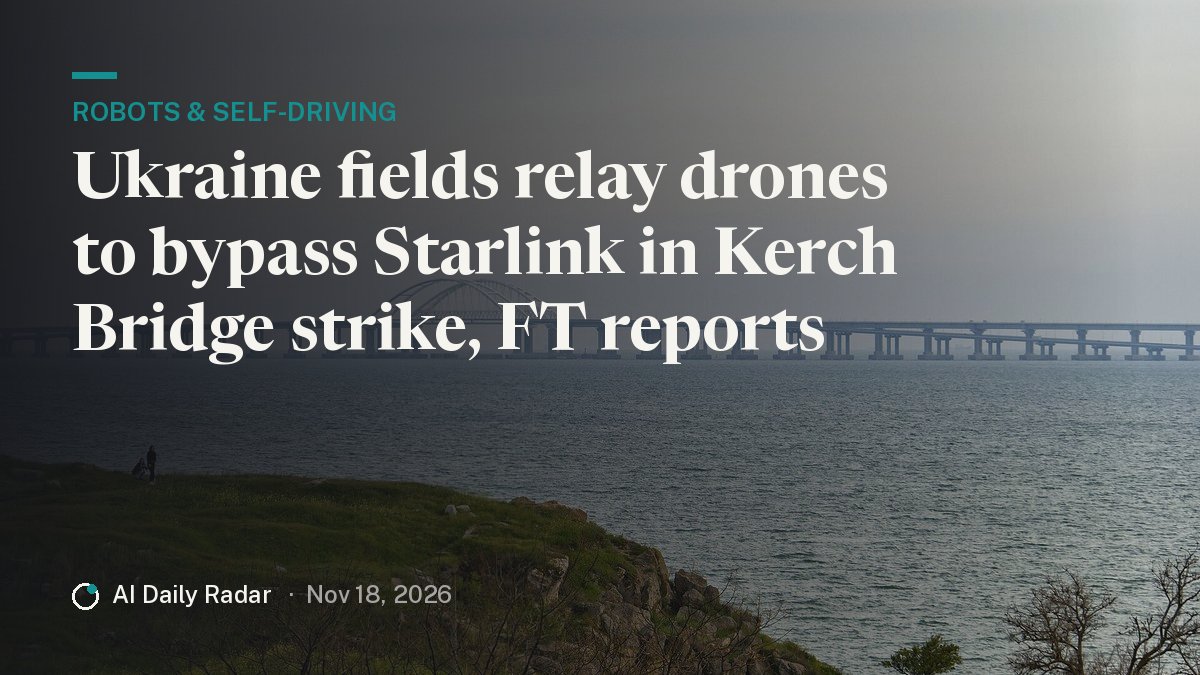 ROBOTS & SELF-DRIVING
Ukraine fields relay drones
to bypass Starlink in Kerch
Bridge strike, FT reports
AI Daily Radar · Nov 18, 2026